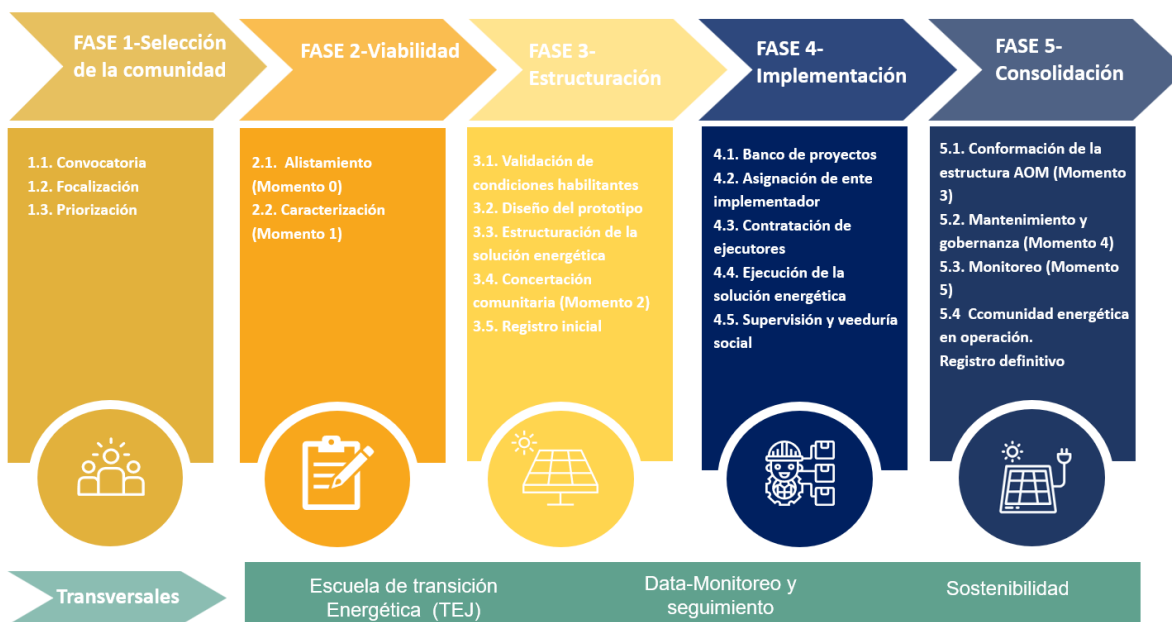 FASE 1-Selección
de la comunidad
1.1. Convocatoria
1.2. Focalización
1.3. Priorización
FASE 2-Viabilidad
2.1. Alistamiento
(Momento 0)
2.2. Caracterización
(Momento 1)
FASE 3-
Estructuración
3.1. Validación de
condiciones habilitantes
3.2. Diseño del prototipo
3.3. Estructuración de la
solución energética
3.4. Concertación
comunitaria (Momento 2)
3.5. Registro inicial
FASE 4-
Implementación
4.1. Banco de proyectos
4.2. Asignación de ente
implementador
4.3. Contratación de
ejecutores
4.4. Ejecución de la
solución energética
4.5. Supervisión y veeduría
social
FASE 5-
Consolidación
5.1. Conformación de la
estructura AOM (Momento
3)
5.2. Mantenimiento y
gobernanza (Momento 4)
5.3. Monitoreo (Momento
5)
5.4 Ccomunidad energética
en operación.
Registro definitivo
Transversales
Escuela de transición
Energética (TEJ)
Data-Monitoreo y
seguimiento
Sostenibilidad